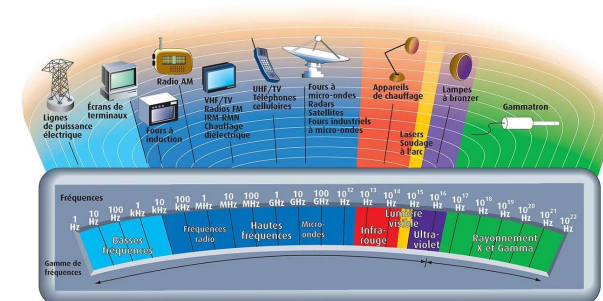 Lignes
de puissance
électrique
Écrans de
terminaux
Radio AM
Fours à
induction
VHF/TV
Radios FM
IRM-RMN
Chauffage
diélectrique
UHF/TV
Téléphones
cellulaires
Fours à
micro-ondes
Radars
Satellites
Fours industriels
à micro-ondes
Appareils
de chauffage
Lasers
Soudage
à l'arc
Lampes
à bronzer
Gammatron
Fréquences
1
Hz
10
Hz
100
Hz
1
kHz
10
kHz
100
kHz
1
MHz
10
MHz
100
MHz
1
GHz
10
GHz
100
GHz
10¹²
Hz
10¹³
Hz
10¹⁴
Hz
10¹⁵
Hz
10¹⁶
Hz
10¹⁷
Hz
10¹⁸
Hz
10¹⁹
Hz
10²⁰
Hz
10²¹
Hz
10²²
Hz
Basses
fréquences
Fréquences
radio
Hautes
fréquences
Micro-
ondes
Infra-
rouge
Lumière
visible
Ultra-
violet
Rayonnement
X et Gamma
Gamme de
fréquences